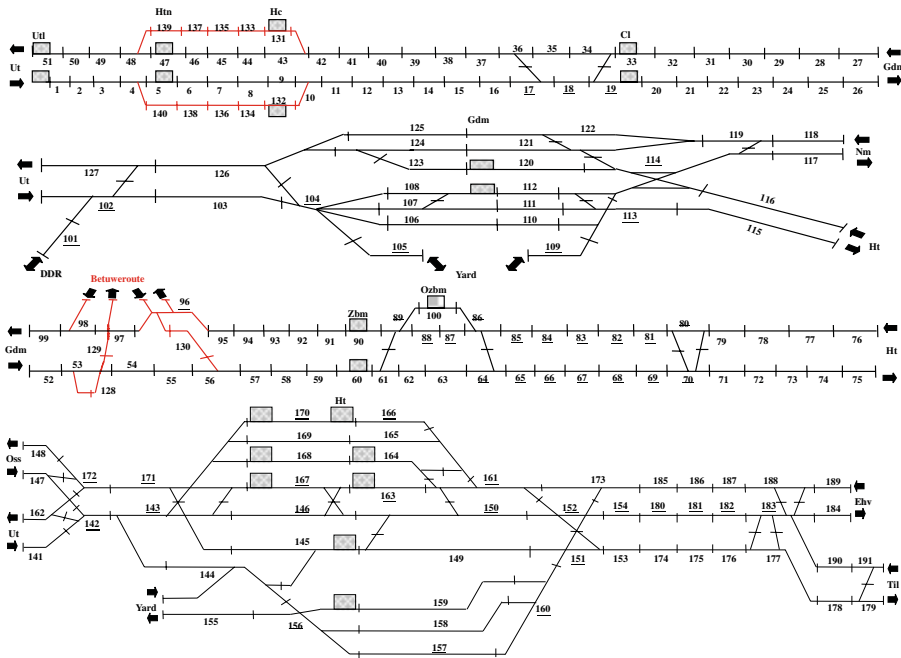 Htn Hc
139 137 135 133 131
Utl Cl
36 35 34
51 50 49 48 47 46 45 44 43 42 41 40 39 38 37 33 32 31 30 29 28 27
Ut Gdm
9
1 2 3 4 5 6 7 8 10 11 12 13 14 15 16 17 18 19 20 21 22 23 24 25 26
132
140 138 136 134
Gdm
125 122
124 121 119 118
123 120 114 Nm
127 126 117
Ut
108 112
102 103 104 107 111 116
106 110 113 115
101
105 109 Ht
DDR Yard
Betuweroute Ozbm
96
Zbm 89 100 86
99 98 97 95 94 93 92 91 90 88 87 85 84 83 82 81 80 79 78 77 76
Gdm 129 130 Ht
53 54
52 55 56 57 58 59 60 61 62 63 64 65 66 67 68 69 70 71 72 73 74 75
128
Ht
170 166
148 169 165
Oss
147 172 171 168 164
167 161 173 185 186 187 188 189
Ehv
162 142 143 146 163 150 152 154 180 181 182 183 184
Ut
141 145 149 151 153 174 175 176 177
144 190 191
Til
Yard 159 178 179
155 156 158 160
157